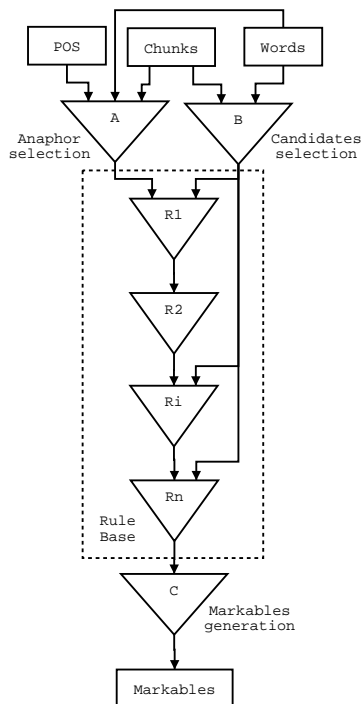 POS
Chunks
Words
A
B
Anaphor
selection
Candidates
selection
R1
R2
Ri
Rn
Rule
Base
C
Markables
generation
Markables